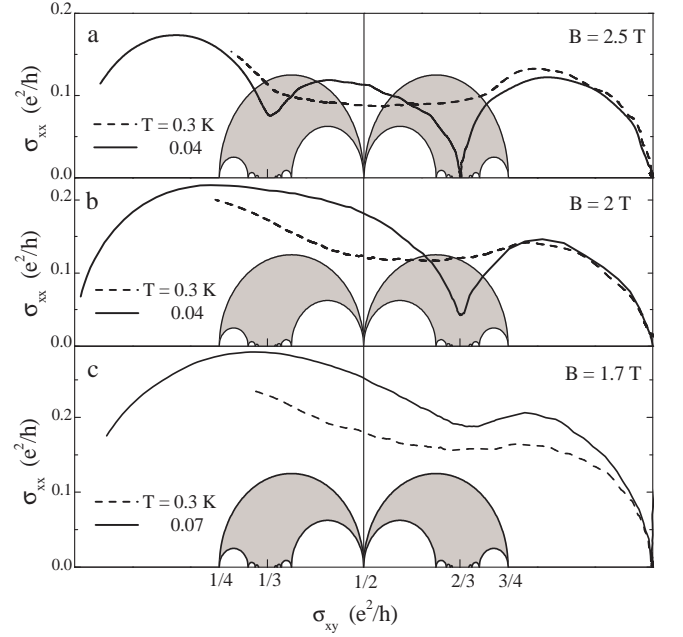 0.2
a
B = 2.5 T
σxx (e²/h)
0.1
T = 0.3 K
0.04
0.0
b
B = 2 T
0.2
σxx (e²/h)
0.1
T = 0.3 K
0.04
0.0
c
B = 1.7 T
0.2
σxx (e²/h)
0.1
T = 0.3 K
0.07
0.0
1/4 1/3 1/2 2/3 3/4
σxy (e²/h)